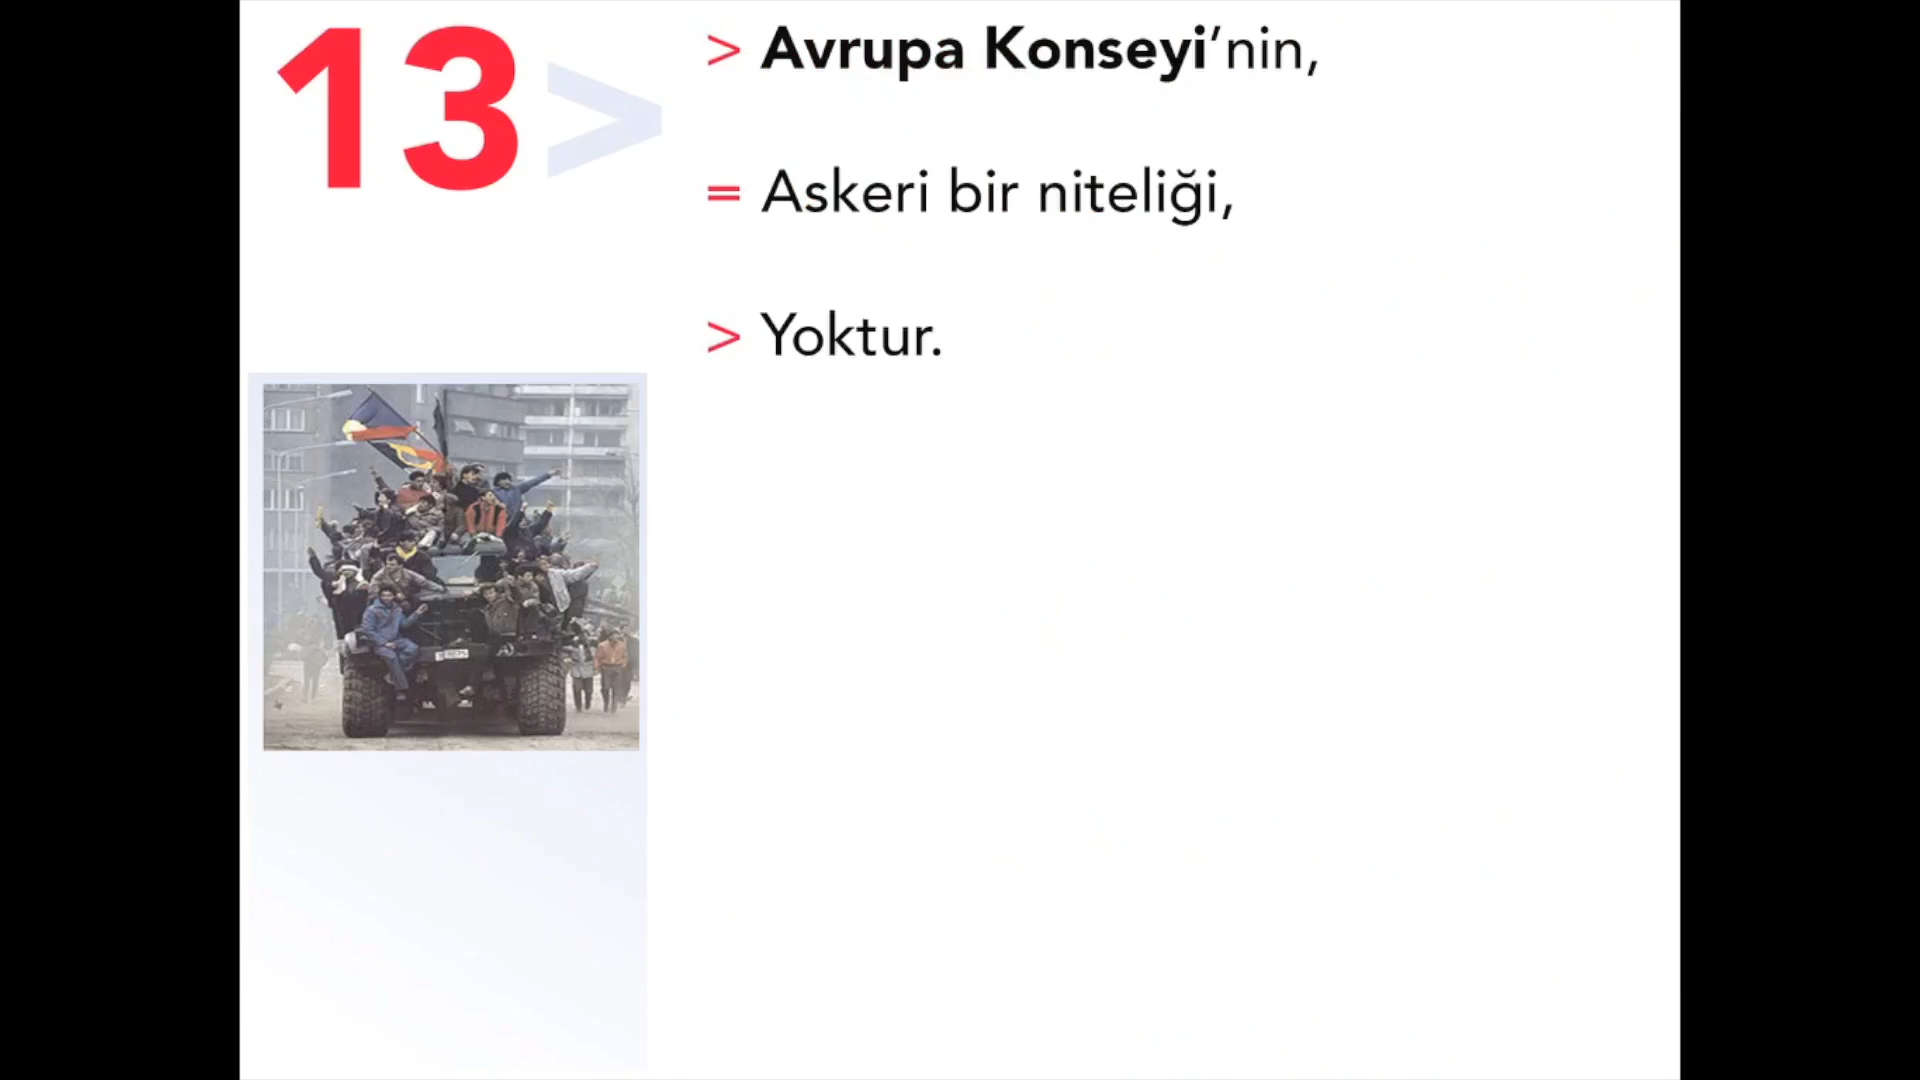 13>
> Avrupa Konseyi’nin,
= Askeri bir niteliği,
> Yoktur.